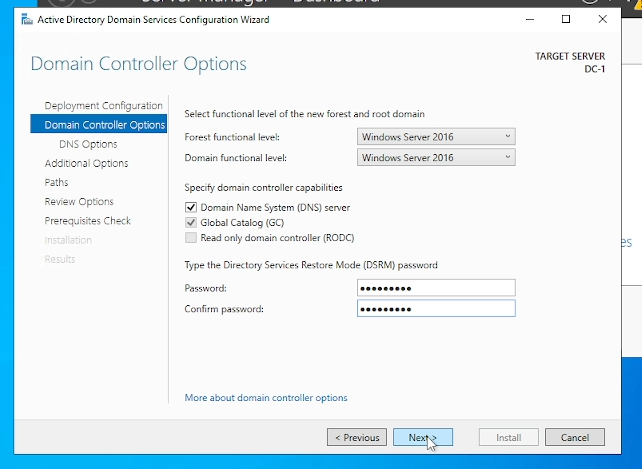 Server Manager Dashboard
Active Directory Domain Services Configuration Wizard
Domain Controller Options
TARGET SERVER
DC-1
Deployment Configuration
Domain Controller Options
DNS Options
Additional Options
Paths
Review Options
Prerequisites Check
Installation
Results
Select functional level of the new forest and root domain
Forest functional level:
Windows Server 2016
Domain functional level:
Windows Server 2016
Specify domain controller capabilities
Domain Name System (DNS) server
Global Catalog (GC)
Read only domain controller (RODC)
Type the Directory Services Restore Mode (DSRM) password
Password:
●●●●●●●●●
Confirm password:
●●●●●●●●●
More about domain controller options
< Previous
Next >
Install
Cancel